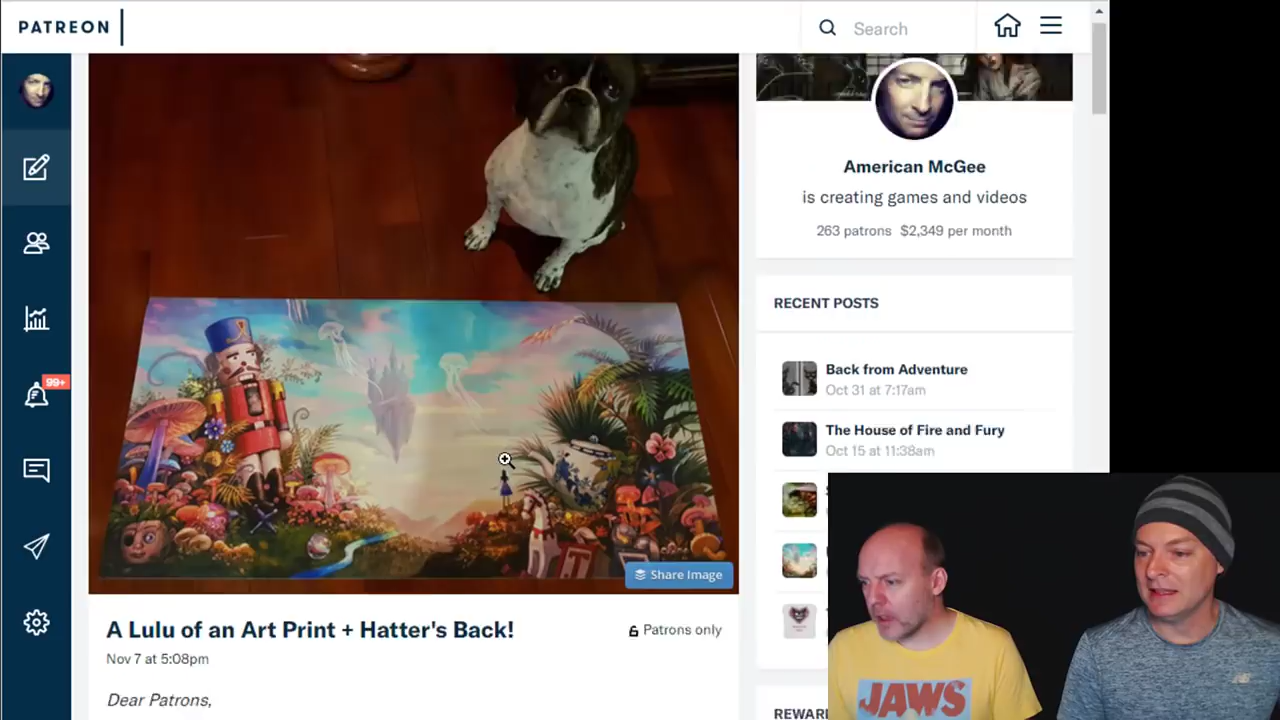 PATREON
Search
American McGee
is creating games and videos
263 patrons $2,349 per month
RECENT POSTS
Back from Adventure
Oct 31 at 7:17am
The House of Fire and Fury
Oct 15 at 11:38am
99+
T
Share Image
A Lulu of an Art Print + Hatter's Back!
Patrons only
Nov 7 at 5:08pm
Dear Patrons,
REWAR
JAWS